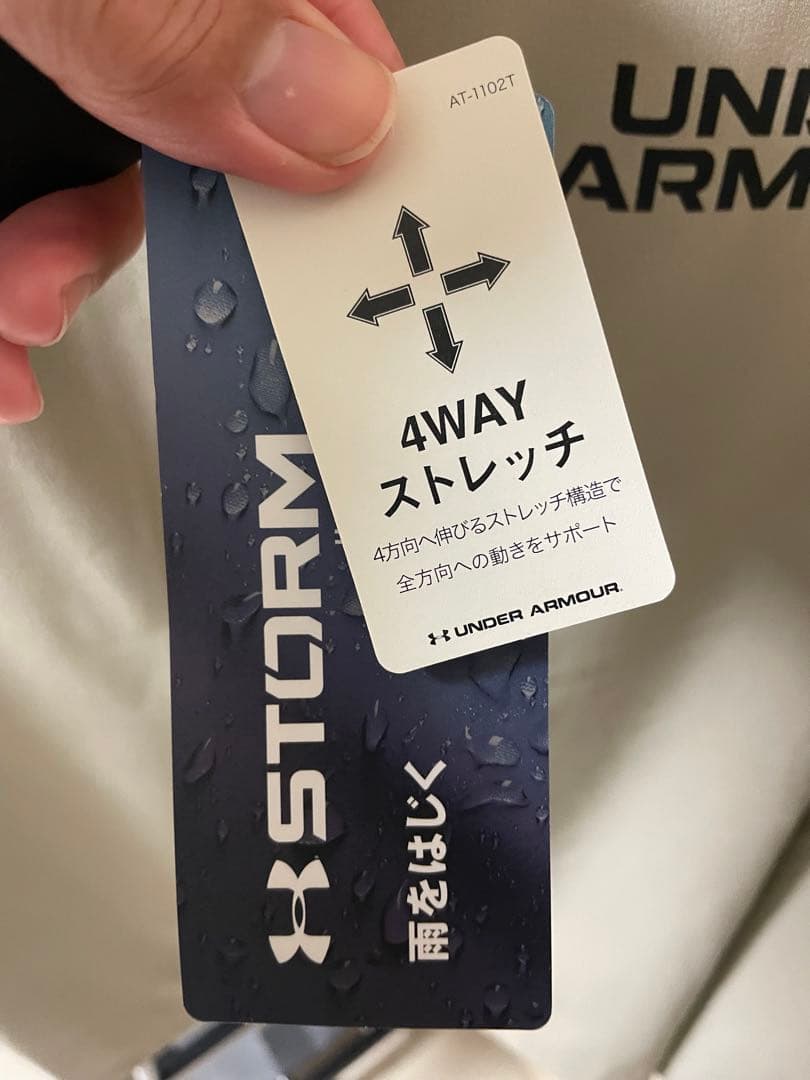 AT-1102T
4WAY
ストレッチ
4方向へ伸びるストレッチ構造で
全方向への動きをサポート
UNDER ARMOUR
STORM
雨をはじく
UN
ARM